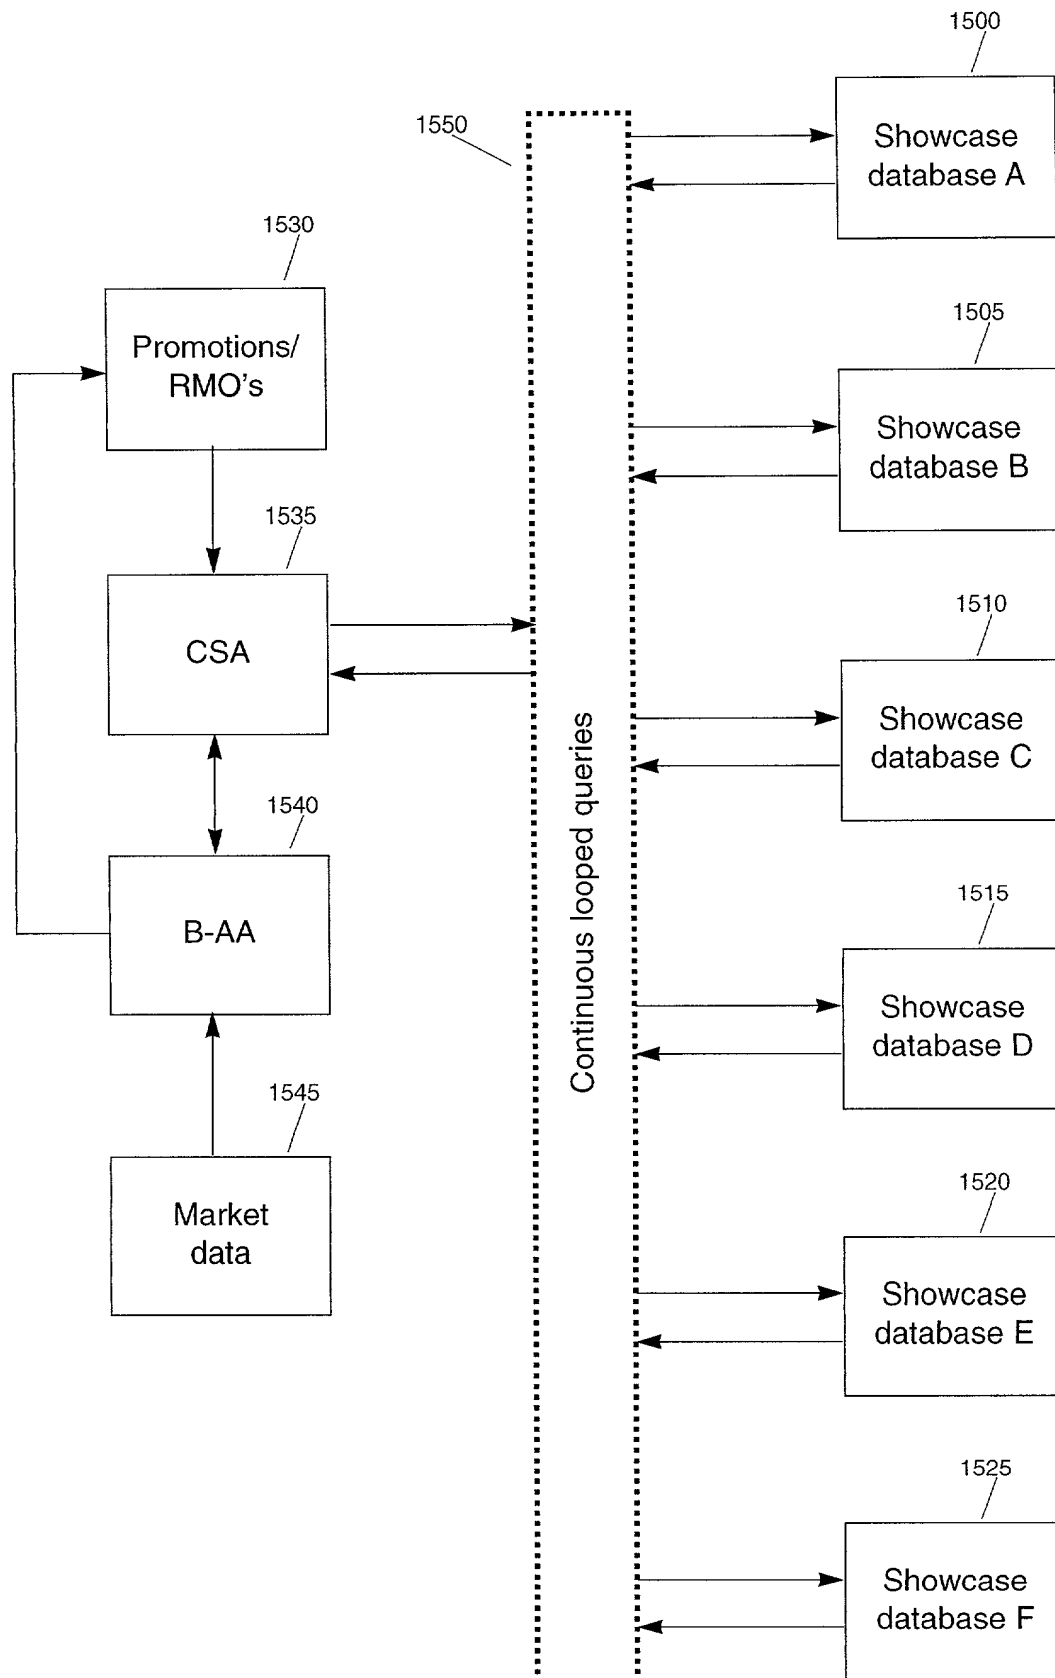 1500
Showcase
database A
1550
1530
Promotions/
RMO's
1505
Showcase
database B
1535
CSA
1510
Showcase
database C
Continuous looped queries
1540
B-AA
1515
Showcase
database D
1545
Market
data
1520
Showcase
database E
1525
Showcase
database F